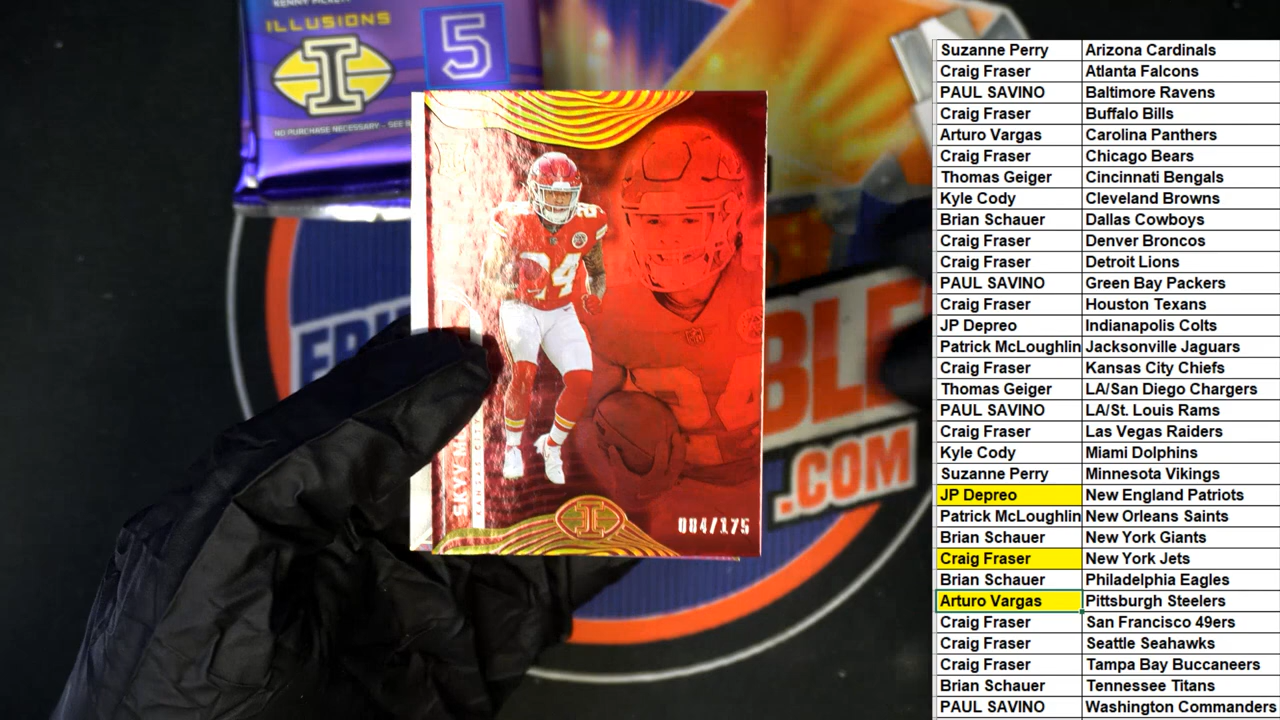 ILLUSIONS
5
I
NO PURCHASE NECESSARY - SEE
24
KANSAS CITY
I
084/175
BLE
.COM
Suzanne Perry Arizona Cardinals
Craig Fraser Atlanta Falcons
PAUL SAVINO Baltimore Ravens
Craig Fraser Buffalo Bills
Arturo Vargas Carolina Panthers
Craig Fraser Chicago Bears
Thomas Geiger Cincinnati Bengals
Kyle Cody Cleveland Browns
Brian Schauer Dallas Cowboys
Craig Fraser Denver Broncos
Craig Fraser Detroit Lions
PAUL SAVINO Green Bay Packers
Craig Fraser Houston Texans
JP Depreo Indianapolis Colts
Patrick McLoughlin Jacksonville Jaguars
Craig Fraser Kansas City Chiefs
Thomas Geiger LA/San Diego Chargers
PAUL SAVINO LA/St. Louis Rams
Craig Fraser Las Vegas Raiders
Kyle Cody Miami Dolphins
Suzanne Perry Minnesota Vikings
JP Depreo New England Patriots
Patrick McLoughlin New Orleans Saints
Brian Schauer New York Giants
Craig Fraser New York Jets
Brian Schauer Philadelphia Eagles
Arturo Vargas Pittsburgh Steelers
Craig Fraser San Francisco 49ers
Craig Fraser Seattle Seahawks
Craig Fraser Tampa Bay Buccaneers
Brian Schauer Tennessee Titans
PAUL SAVINO Washington Commanders